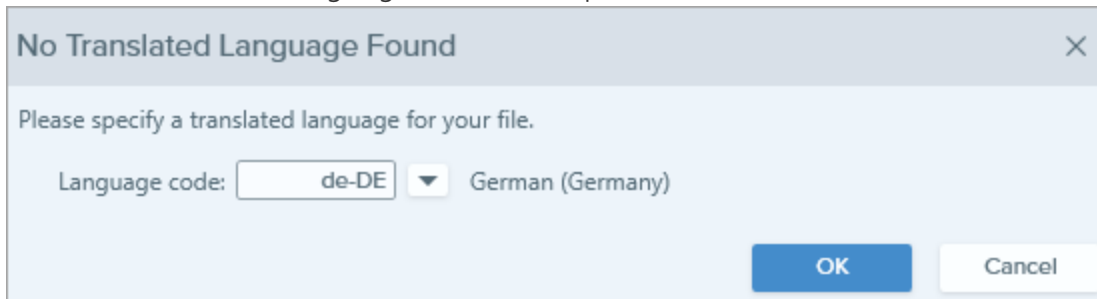 No Translated Language Found
Please specify a translated language for your file.
Language code: de-DE German (Germany)
OK Cancel